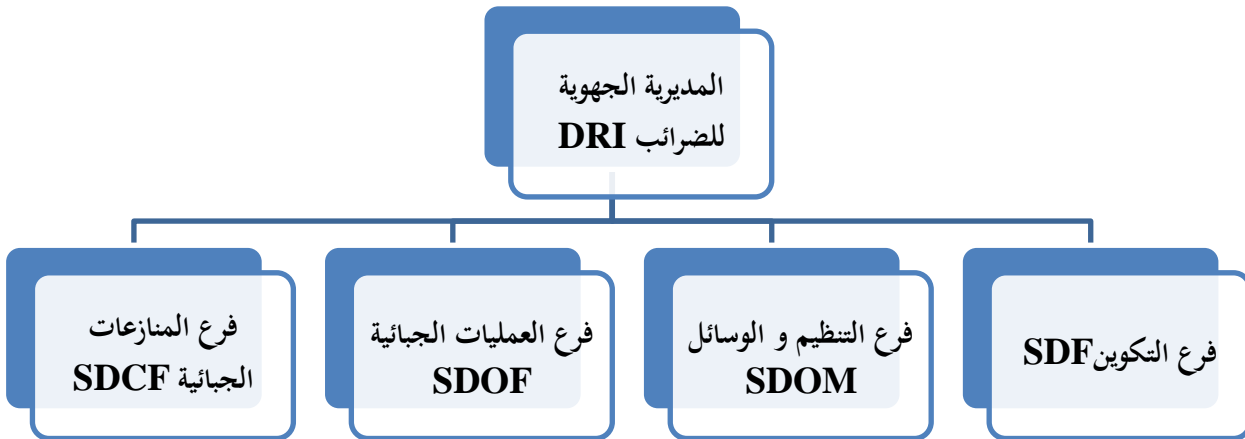 المديرية الجهوية
للضرائب DRI
فرع التكوينSDF
فرع التنظيم و الوسائل
SDOM
فرع العمليات الجبائية
SDOF
فرع المنازعات
الجبائية SDCF